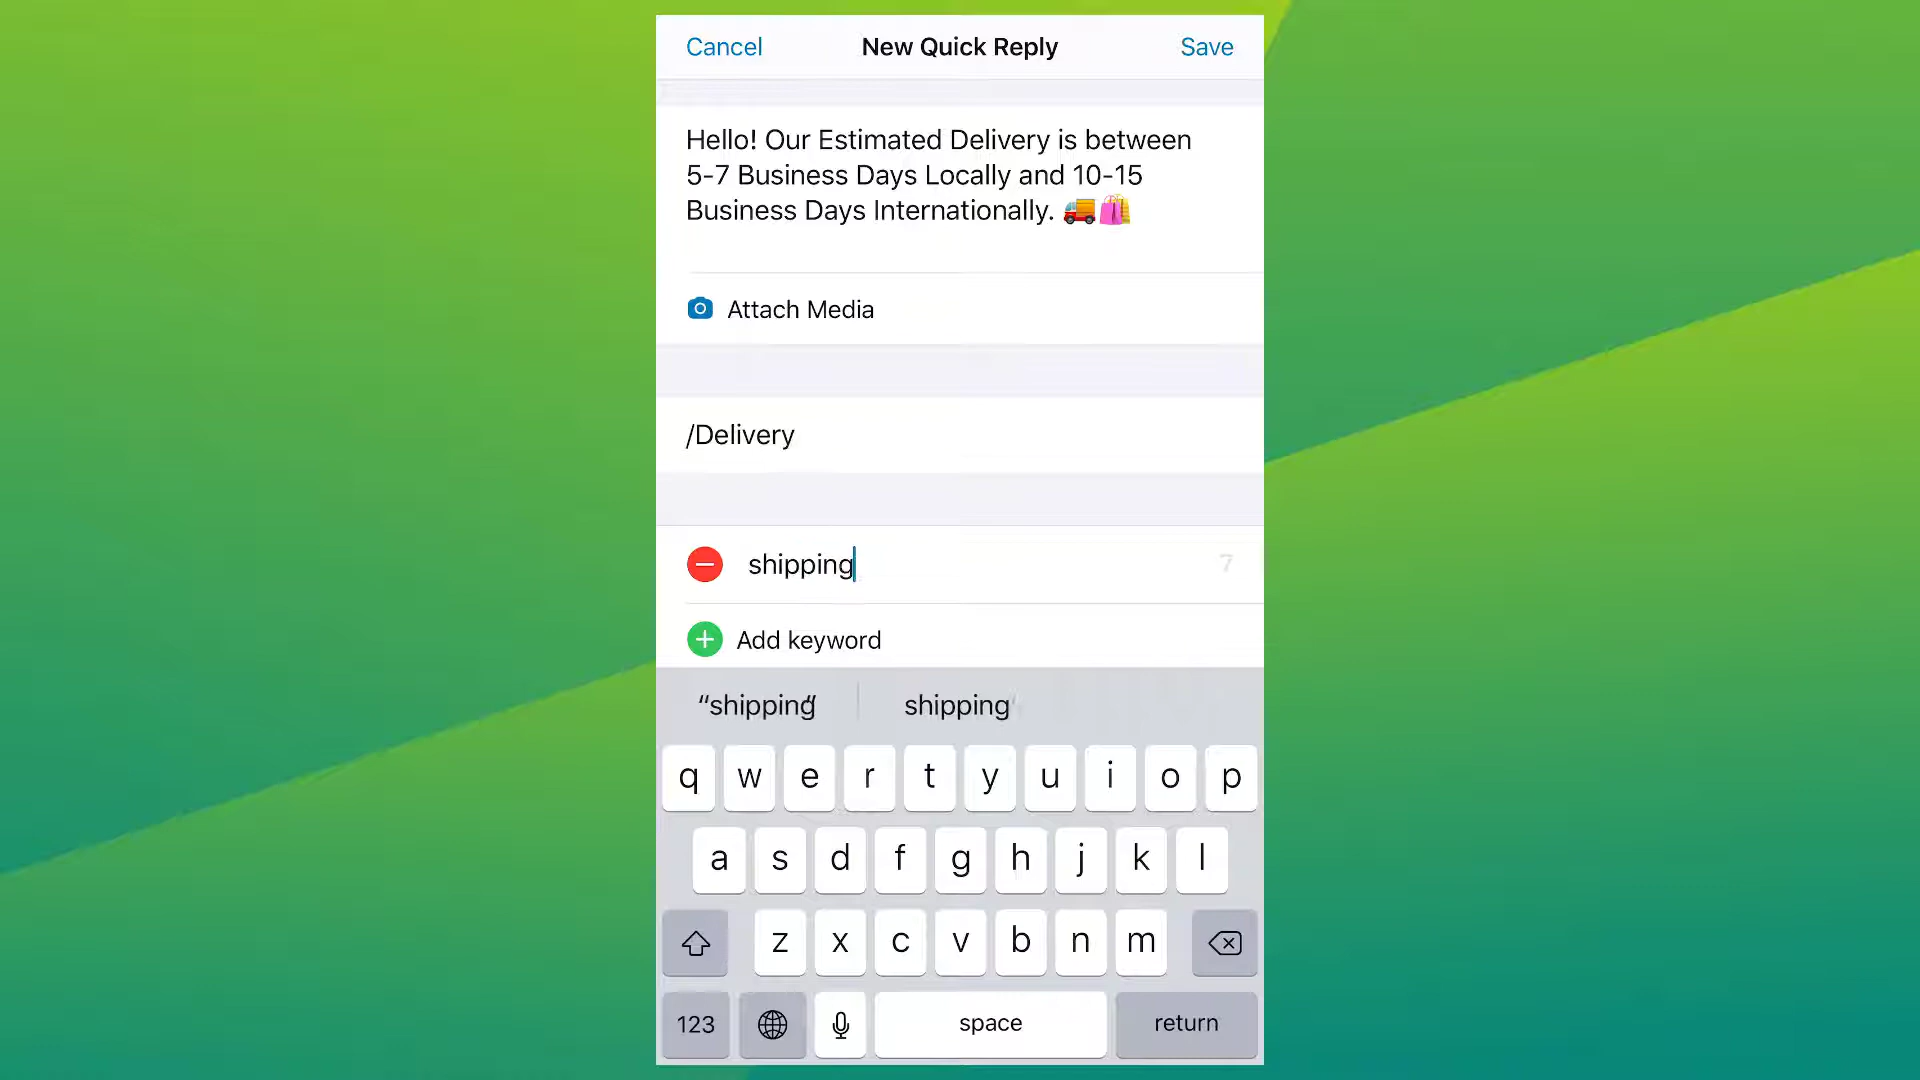 Cancel New Quick Reply Save
Hello! Our Estimated Delivery is between
5-7 Business Days Locally and 10-15
Business Days Internationally. 🚚🛍️
Attach Media
/Delivery
shipping 7
Add keyword
“shipping“ shipping
q w e r t y u i o p
a s d f g h j k l
z x c v b n m
123 space return